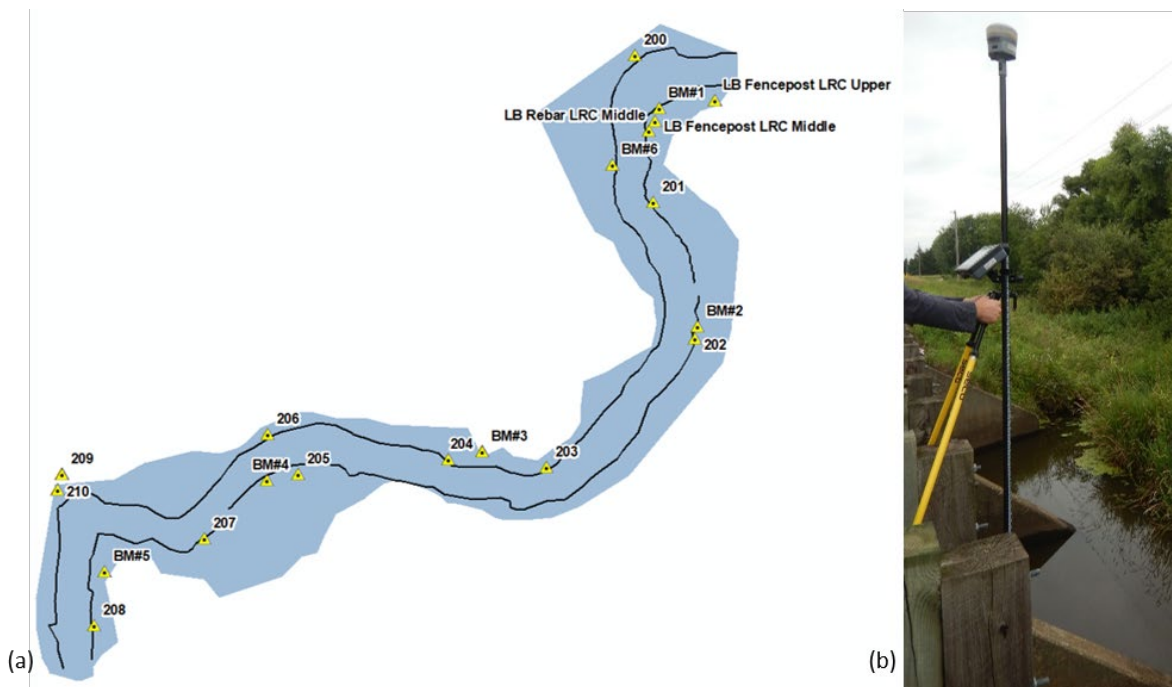 200
LB Fencepost LRC Upper
BM#1
LB Rebar LRC Middle
LB Fencepost LRC Middle
BM#6
201
BM#2
202
206
204
BM#3
203
209
BM#4
205
210
207
BM#5
208
(a)
(b)
SECO